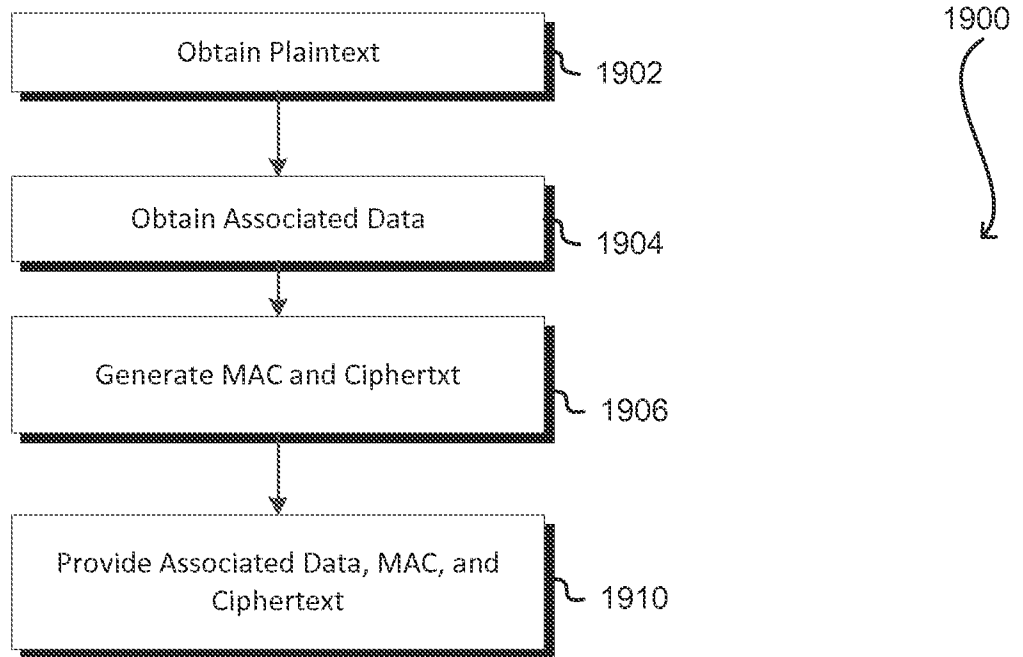 1900
Obtain Plaintext
1902
Obtain Associated Data
1904
Generate MAC and Ciphertxt
1906
Provide Associated Data, MAC, and
Ciphertext
1910